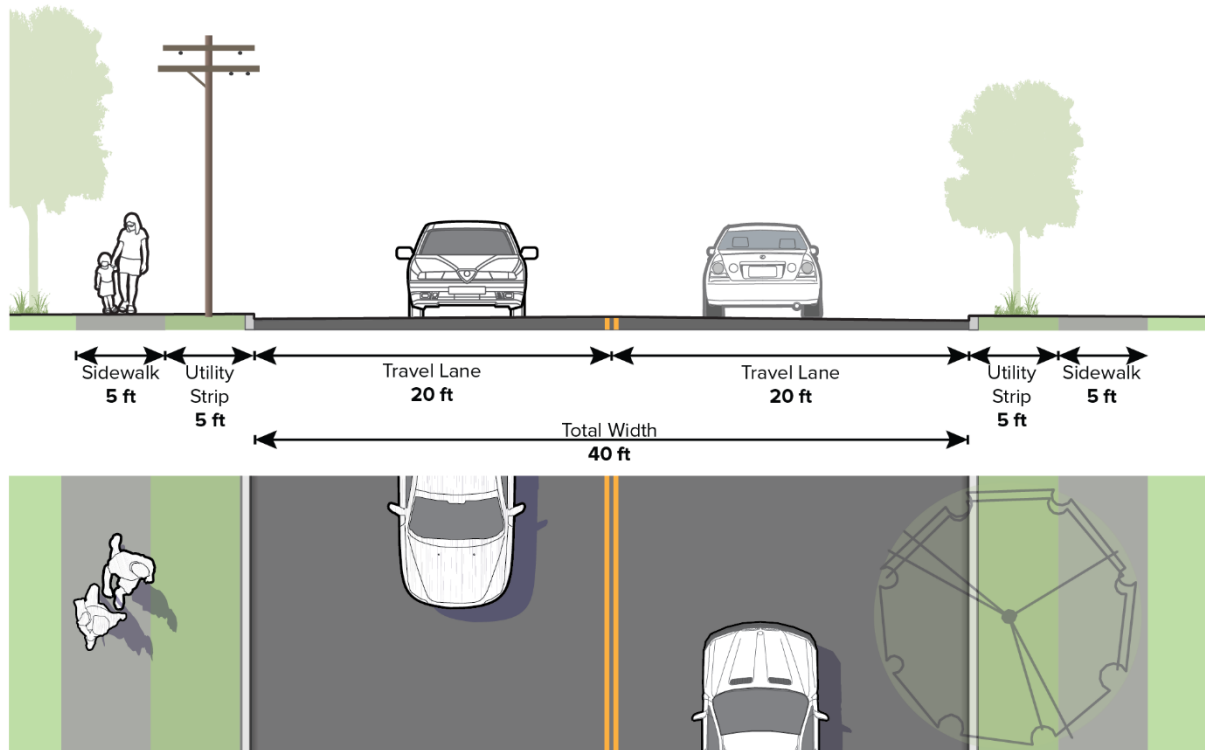 Sidewalk
5 ft
Utility
Strip
5 ft
Travel Lane
20 ft
Travel Lane
20 ft
Utility
Strip
5 ft
Sidewalk
5 ft
Total Width
40 ft